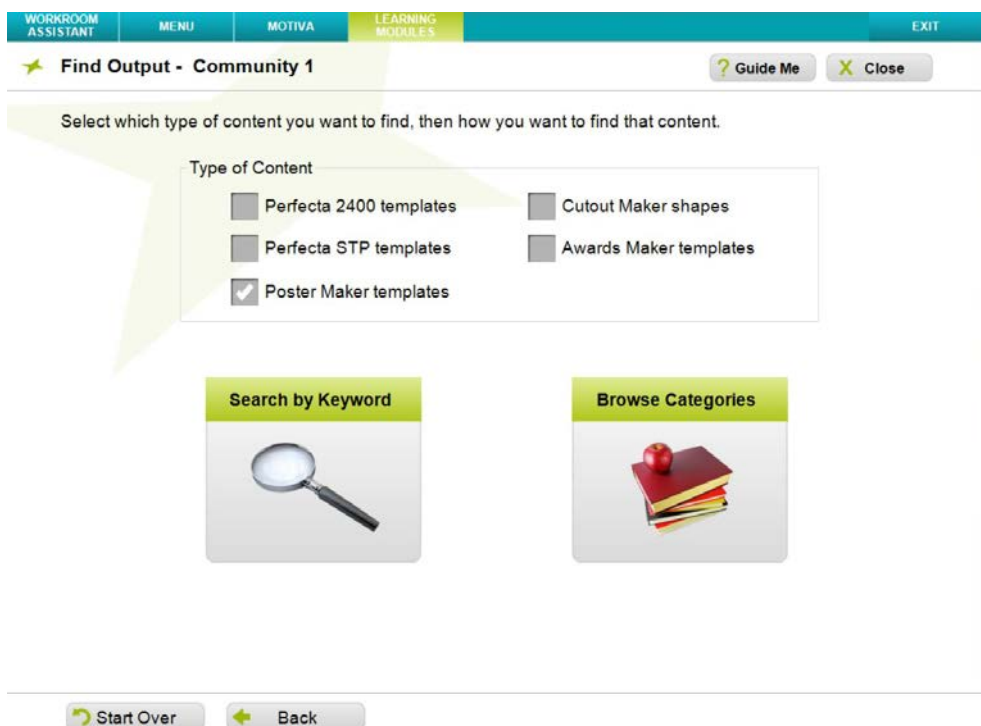 WORKROOM
ASSISTANT
MENU
MOTIVA
LEARNING
MODULES
EXIT
Find Output - Community 1
? Guide Me
X Close
Select which type of content you want to find, then how you want to find that content.
Type of Content
Perfecta 2400 templates
Cutout Maker shapes
Perfecta STP templates
Awards Maker templates
Poster Maker templates
Search by Keyword
Browse Categories
Start Over
Back